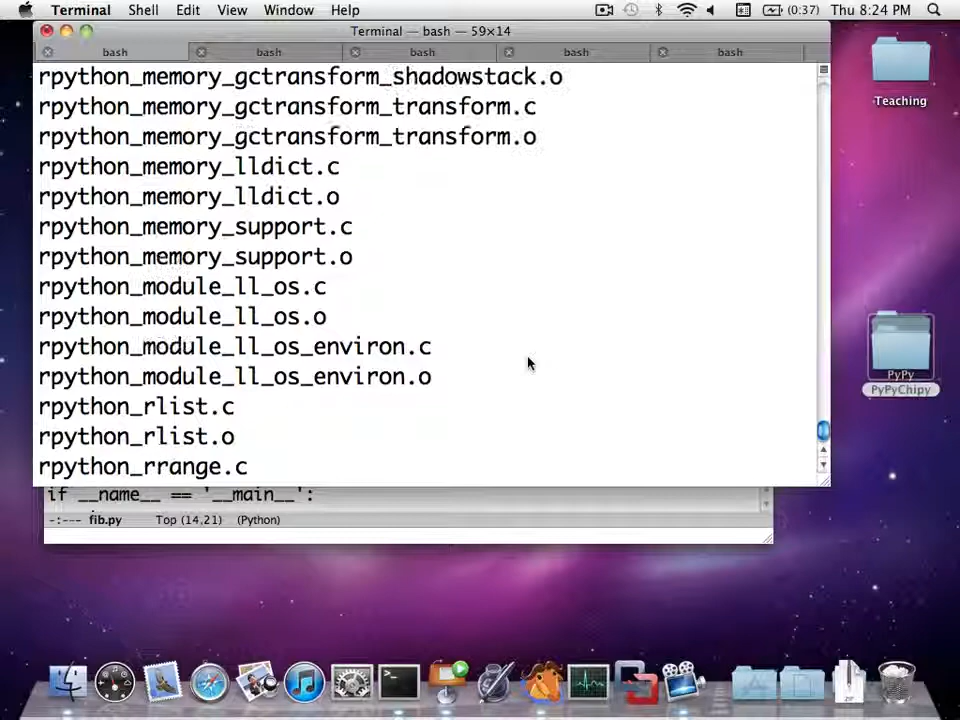 Terminal Shell Edit View Window Help (0:37) Thu 8:24 PM
Terminal — bash — 59×14
bash bash bash bash bash
rpython_memory_gctransform_shadowstack.o
rpython_memory_gctransform_transform.c
rpython_memory_gctransform_transform.o
rpython_memory_lldict.c
rpython_memory_lldict.o
rpython_memory_support.c
rpython_memory_support.o
rpython_module_ll_os.c
rpython_module_ll_os.o
rpython_module_ll_os_environ.c
rpython_module_ll_os_environ.o
rpython_rlist.c
rpython_rlist.o
rpython_rrange.c
if __name__ == '__main__':
-:--- fib.py Top (14,21) (Python)
Teaching
PyPy
PyPyChipy